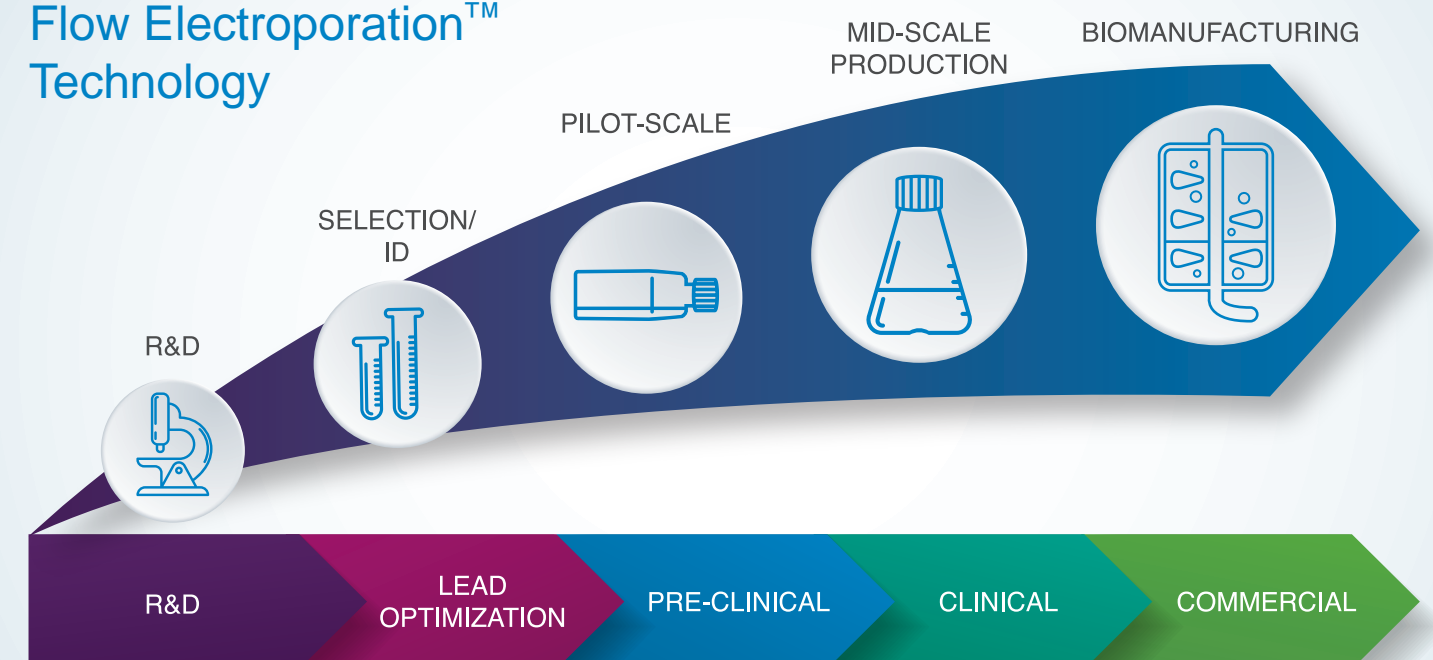 Flow Electroporation™
Technology
MID-SCALE
PRODUCTION
BIOMANUFACTURING
PILOT-SCALE
SELECTION/
ID
R&D
R&D
LEAD
OPTIMIZATION
PRE-CLINICAL
CLINICAL
COMMERCIAL